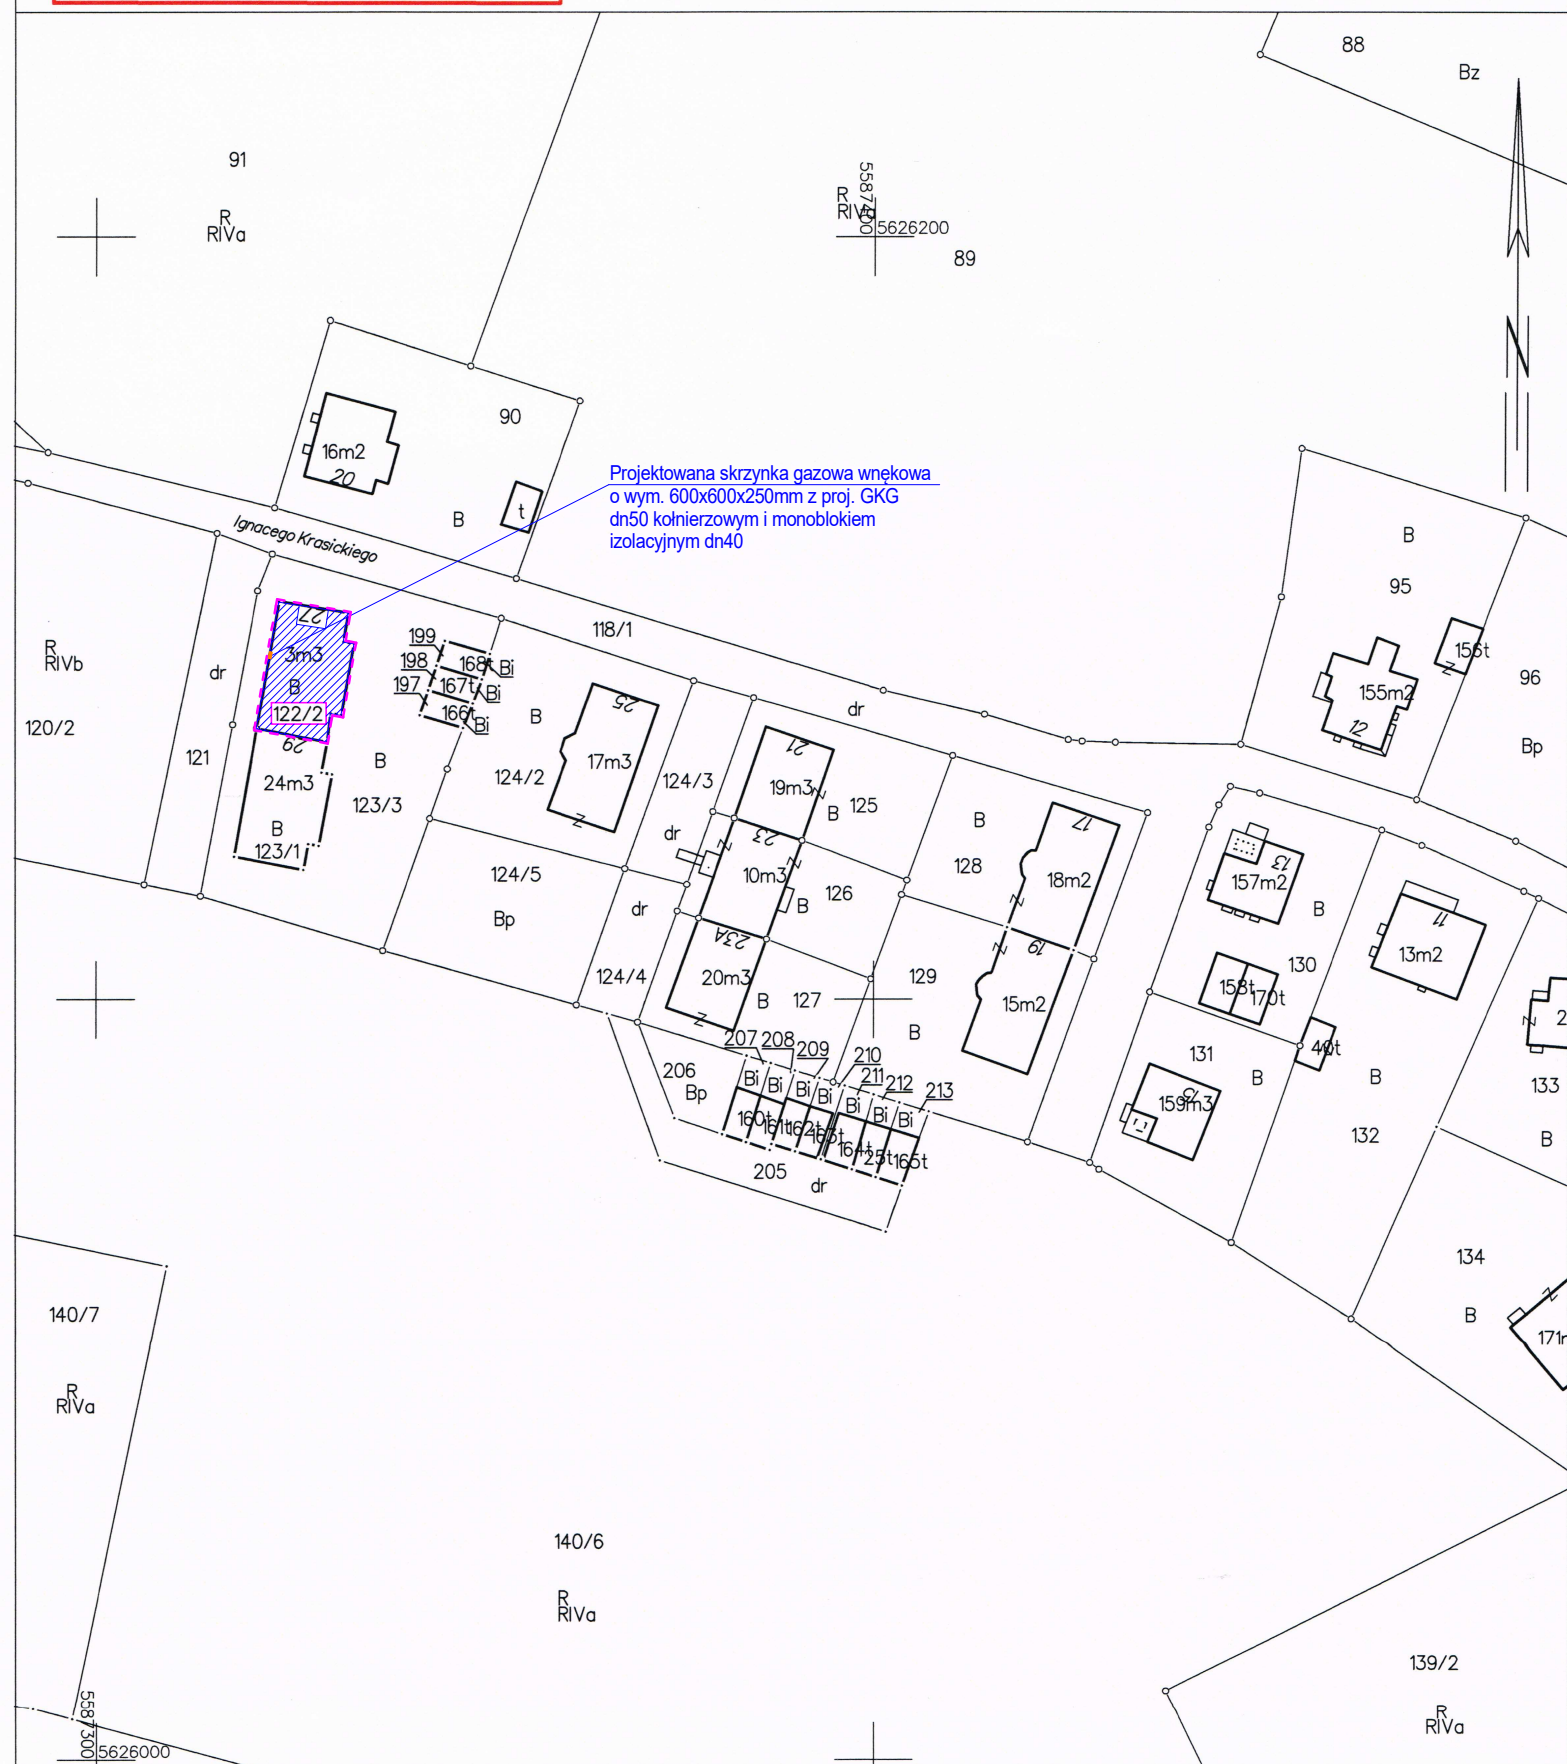 88
Bz
91
R
RIVa
R
RIVa
5587400
5626200
89
90
16m2
20
t
B
Projektowana skrzynka gazowa wnękowa
o wym. 600x600x250mm z proj. GKG
dn50 kołnierzowym i monoblokiem
izolacyjnym dn40
N
Ignacego Krasickiego
B
95
156t
Z
155m2
12
96
Bp
118/1
dr
R
RIVb
120/2
dr
121
27
3m3
B
122/2
29
24m3
B
123/1
B
123/3
199
198
197
168t
167t
166t
Bi
Bi
Bi
B
25
17m3
Z
124/2
124/3
dr
21
19m3
Z
B
125
23
Z
Z
10m3
126
B
B
128
17
18m2
Z
124/5
Bp
dr
124/4
23A
20m3
Z
B
127
129
B
19
Z
15m2
13
157m2
B
130
158t
170t
11
13m2
40t
131
B
15
159m3
B
132
Z
133
B
134
B
Z
206
Bp
207
208
209
210
211
212
213
Bi
Bi
Bi
Bi
Bi
Bi
Bi
160t
161t
162t
163t
164t
25t
165t
205
dr
140/7
R
RIVa
140/6
R
RIVa
139/2
R
RIVa
5587300
5626000